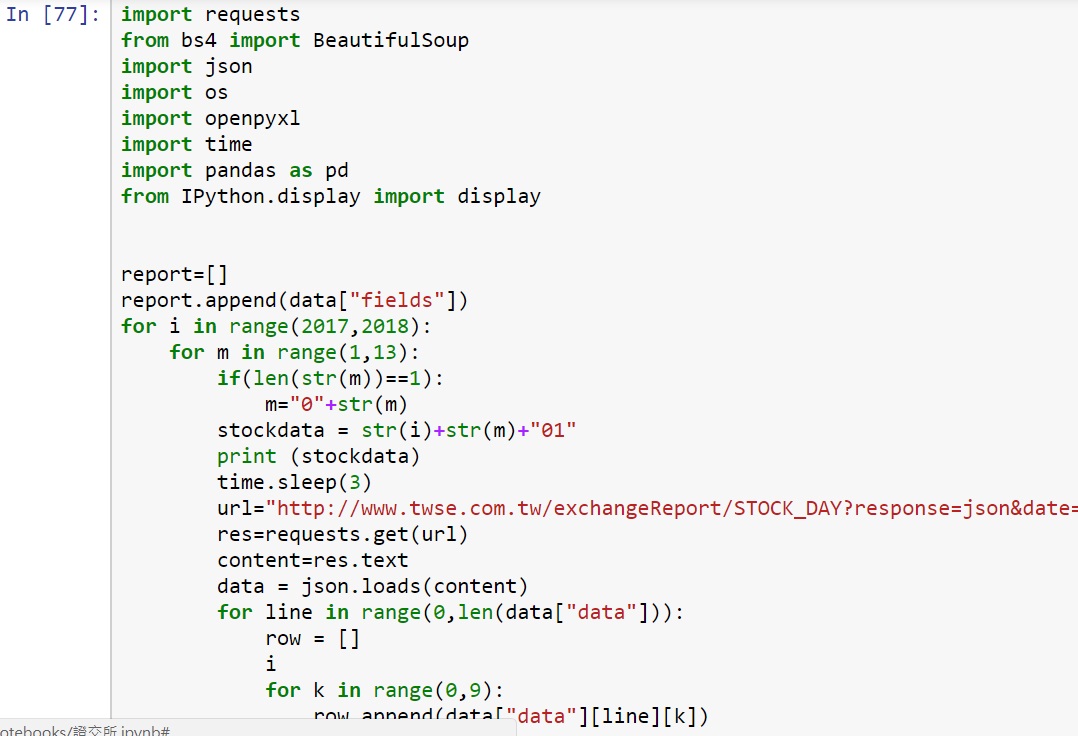 In [77]:
import requests
from bs4 import BeautifulSoup
import json
import os
import openpyxl
import time
import pandas as pd
from IPython.display import display
report=[]
report.append(data["fields"])
for i in range(2017,2018):
    for m in range(1,13):
        if(len(str(m))==1):
            m="0"+str(m)
        stockdata = str(i)+str(m)+"01"
        print (stockdata)
        time.sleep(3)
        url="http://www.twse.com.tw/exchangeReport/STOCK_DAY?response=json&date=
        res=requests.get(url)
        content=res.text
        data = json.loads(content)
        for line in range(0,len(data["data"])):
            row = []
            i
            for k in range(0,9):
                row.append(data["data"][line][k])
otebooks/證交所.ipynb#